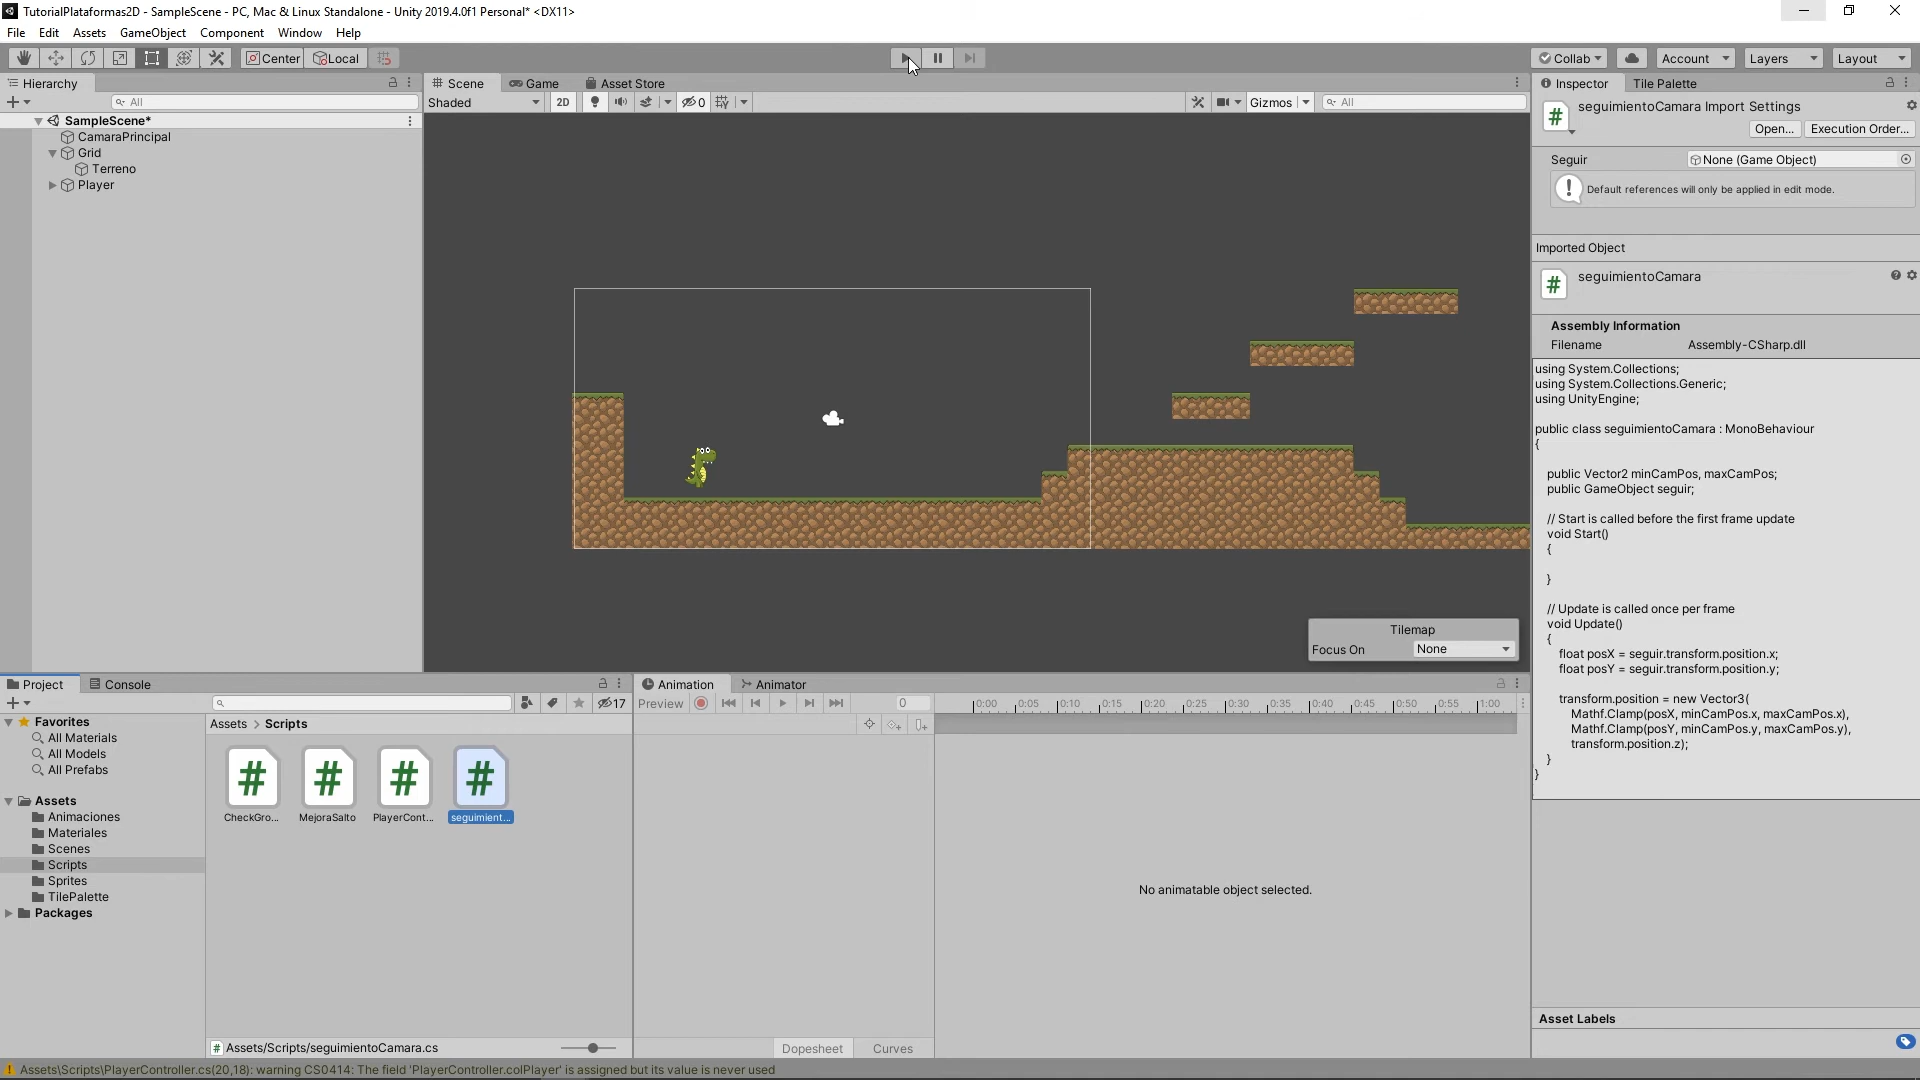 TutorialPlataformas2D - SampleScene - PC, Mac & Linux Standalone - Unity 2019.4.0f1 Personal* <DX11>
File Edit Assets GameObject Component Window Help
Center Local Collab Account Layers Layout
Hierarchy
All
SampleScene*
CamaraPrincipal
Grid
Terreno
Player
Scene Game Asset Store
Shaded 2D 0 Gizmos All
Tilemap
Focus On None
Inspector Tile Palette
seguimientoCamara Import Settings
Open... Execution Order...
Seguir None (Game Object)
Default references will only be applied in edit mode.
Imported Object
seguimientoCamara
Assembly Information
Filename Assembly-CSharp.dll
using System.Collections;
using System.Collections.Generic;
using UnityEngine;
public class seguimientoCamara : MonoBehaviour
{
public Vector2 minCamPos, maxCamPos;
public GameObject seguir;
// Start is called before the first frame update
void Start()
{
}
// Update is called once per frame
void Update()
{
float posX = seguir.transform.position.x;
float posY = seguir.transform.position.y;
transform.position = new Vector3(
Mathf.Clamp(posX, minCamPos.x, maxCamPos.x),
Mathf.Clamp(posY, minCamPos.y, maxCamPos.y),
transform.position.z);
}
}
Asset Labels
Project Console
17
Favorites
All Materials
All Models
All Prefabs
Assets
Animaciones
Materiales
Scenes
Scripts
Sprites
TilePalette
Packages
Assets > Scripts
CheckGro... MejoraSalto PlayerCont... seguimient...
Assets/Scripts/seguimientoCamara.cs
Animation Animator
Preview 0 0:00 0:05 0:10 0:15 0:20 0:25 0:30 0:35 0:40 0:45 0:50 0:55 1:00
No animatable object selected.
Dopesheet Curves
Assets\Scripts\PlayerController.cs(20,18): warning CS0414: The field 'PlayerController.colPlayer' is assigned but its value is never used